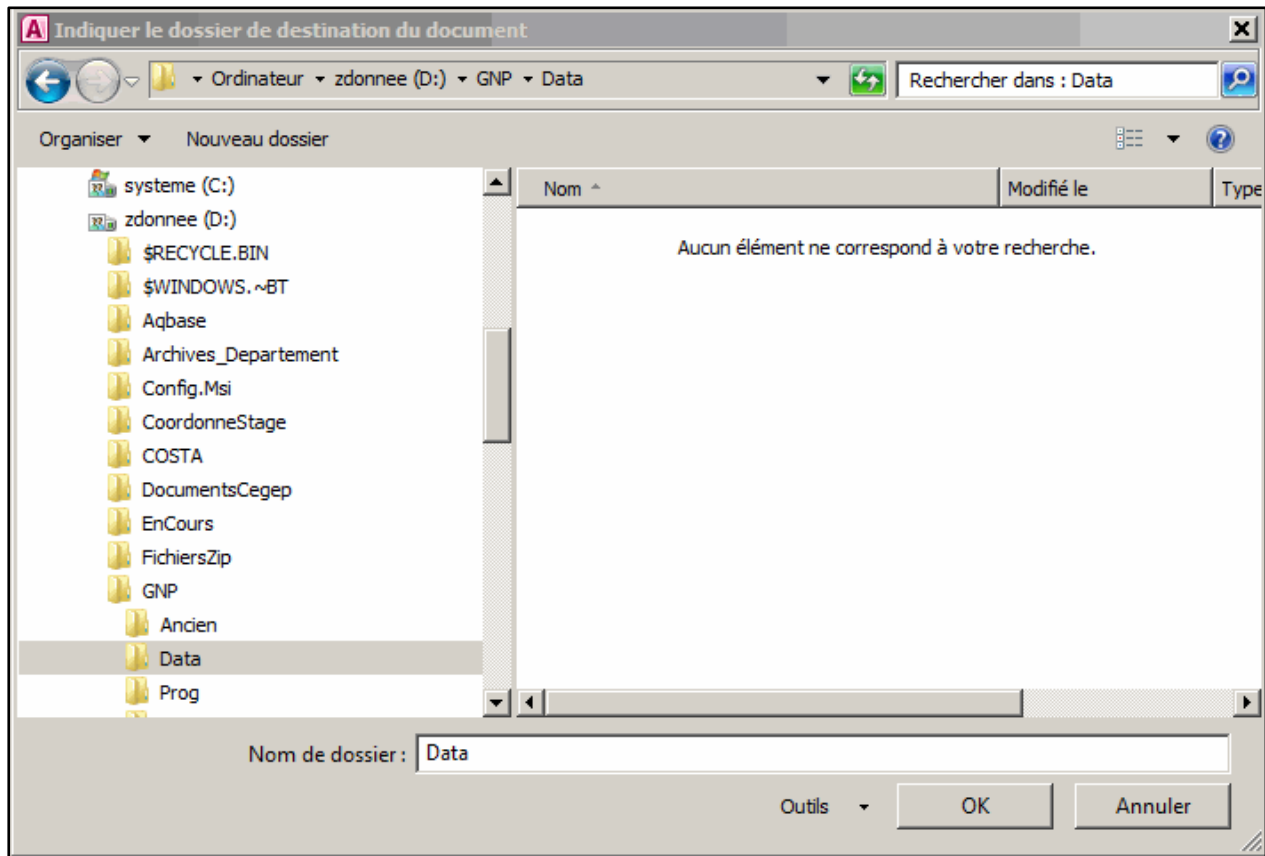 Indiquer le dossier de destination du document
Ordinateur zdonnee (D:) GNP Data
Rechercher dans : Data
Organiser Nouveau dossier
systeme (C:)
zdonnee (D:)
$RECYCLE.BIN
$WINDOWS.~BT
Aqbase
Archives_Departement
Config.Msi
CoordonneStage
COSTA
DocumentsCegep
EnCours
FichiersZip
GNP
Ancien
Data
Prog
Nom Modifié le Type
Aucun élément ne correspond à votre recherche.
Nom de dossier : Data
Outils OK Annuler